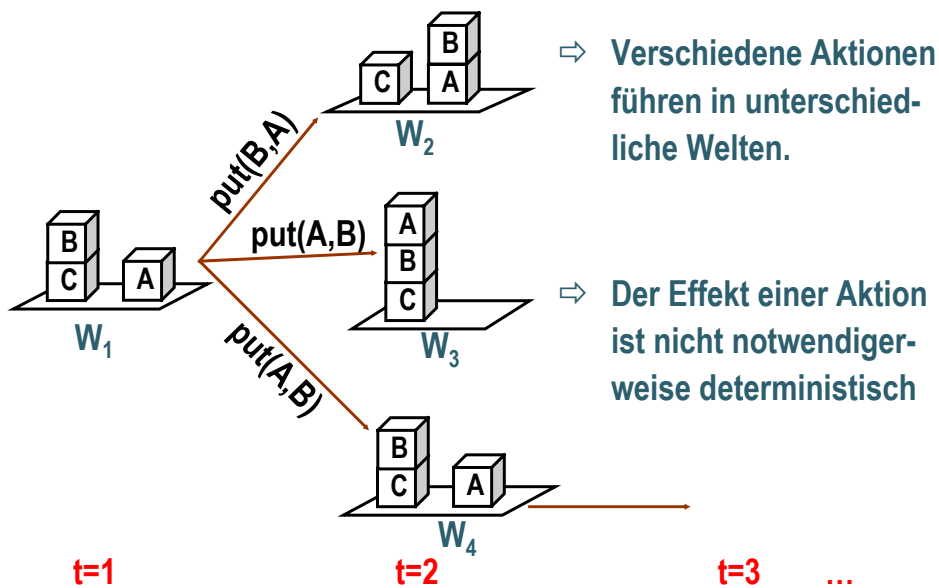 B
C
A
W₂
⇨ Verschiedene Aktionen
führen in unterschied-
liche Welten.
put(B,A)
put(A,B)
put(A,B)
B
C
A
W₁
A
B
C
W₃
⇨ Der Effekt einer Aktion
ist nicht notwendiger-
weise deterministisch
B
C
A
W₄
t=1 t=2 t=3 ...